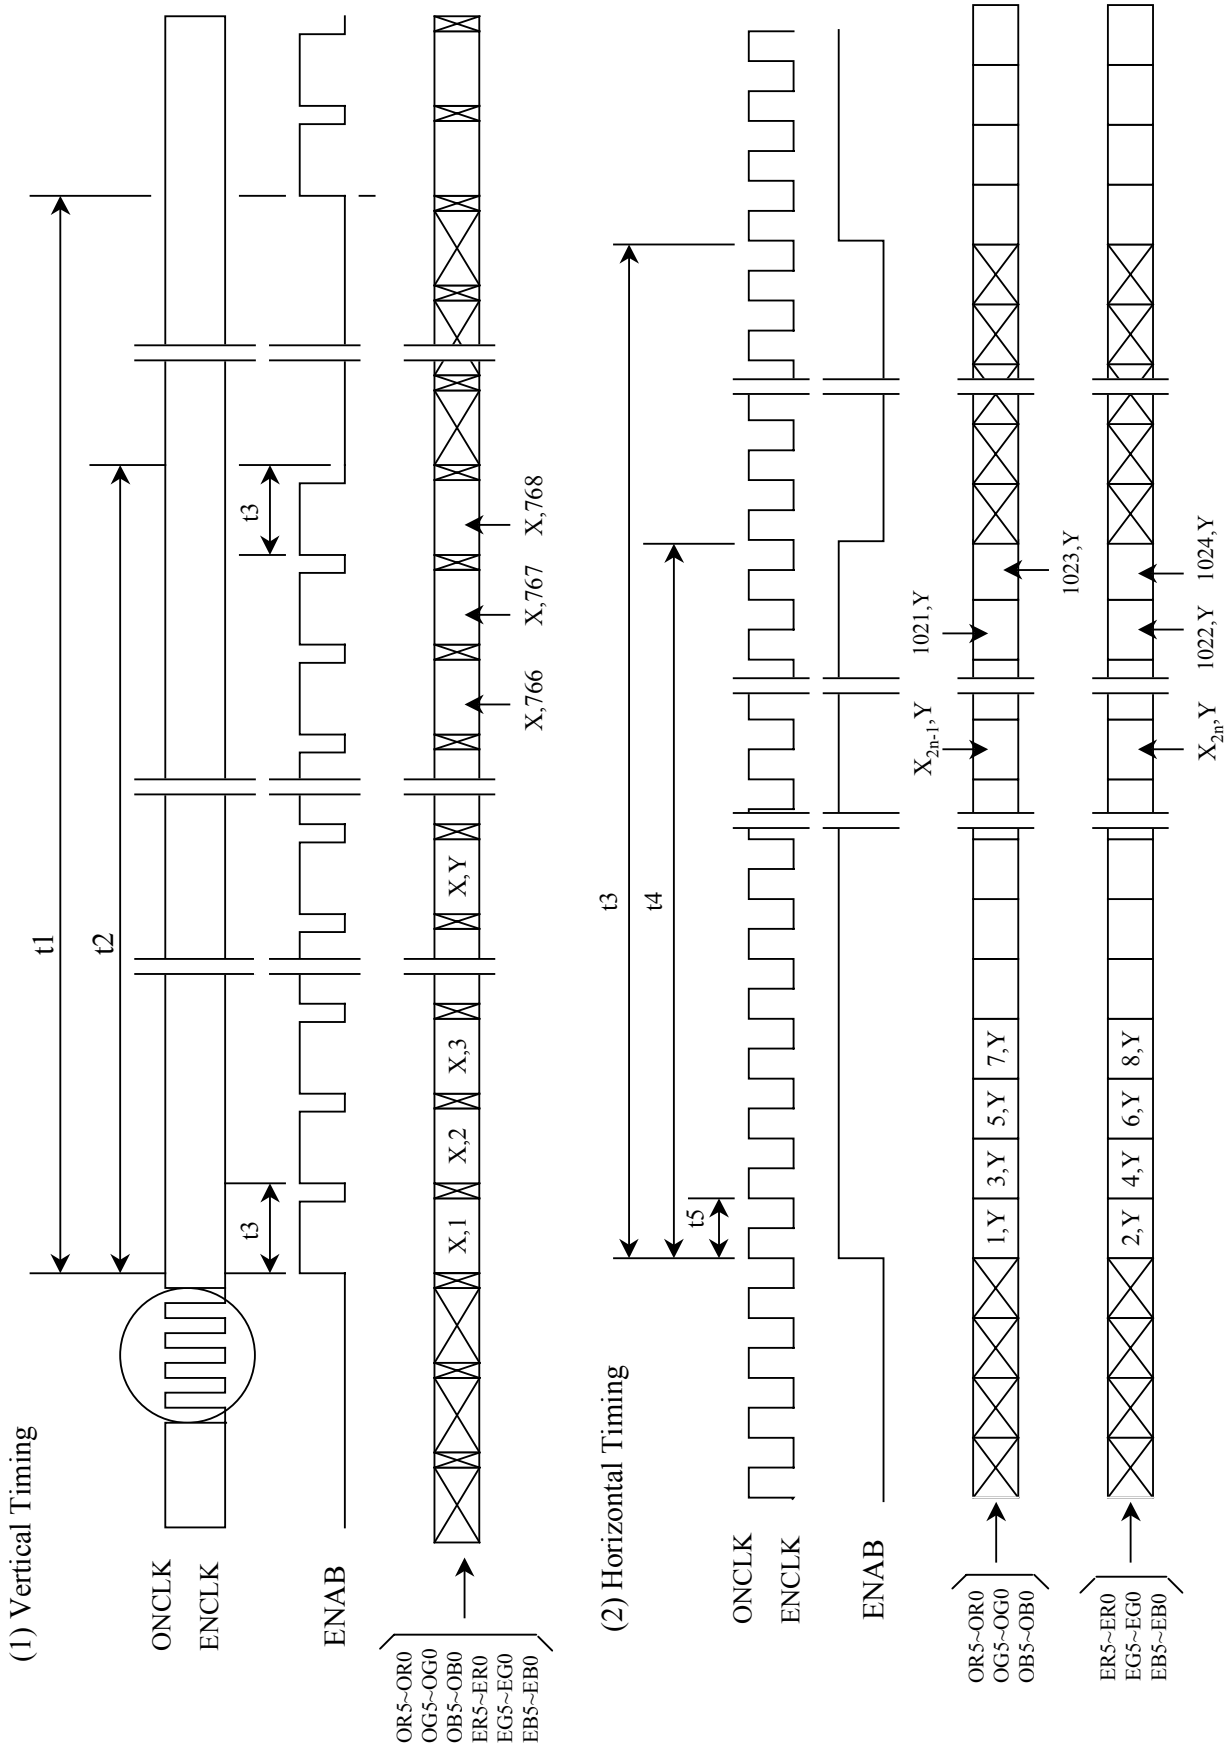 (1) Vertical Timing
t1
t2
ONCLK
ENCLK
t3
t3
ENAB
OR5~OR0
OG5~OG0
OB5~OB0
ER5~ER0
EG5~EG0
EB5~EB0
X,1
X,2
X,3
X,Y
X,766
X,767
X,768
(2) Horizontal Timing
t3
t4
t5
ONCLK
ENCLK
ENAB
X2n-1,Y
1021,Y
OR5~OR0
OG5~OG0
OB5~OB0
1,Y
3,Y
5,Y
7,Y
1023,Y
ER5~ER0
EG5~EG0
EB5~EB0
2,Y
4,Y
6,Y
8,Y
X2n,Y
1022,Y
1024,Y